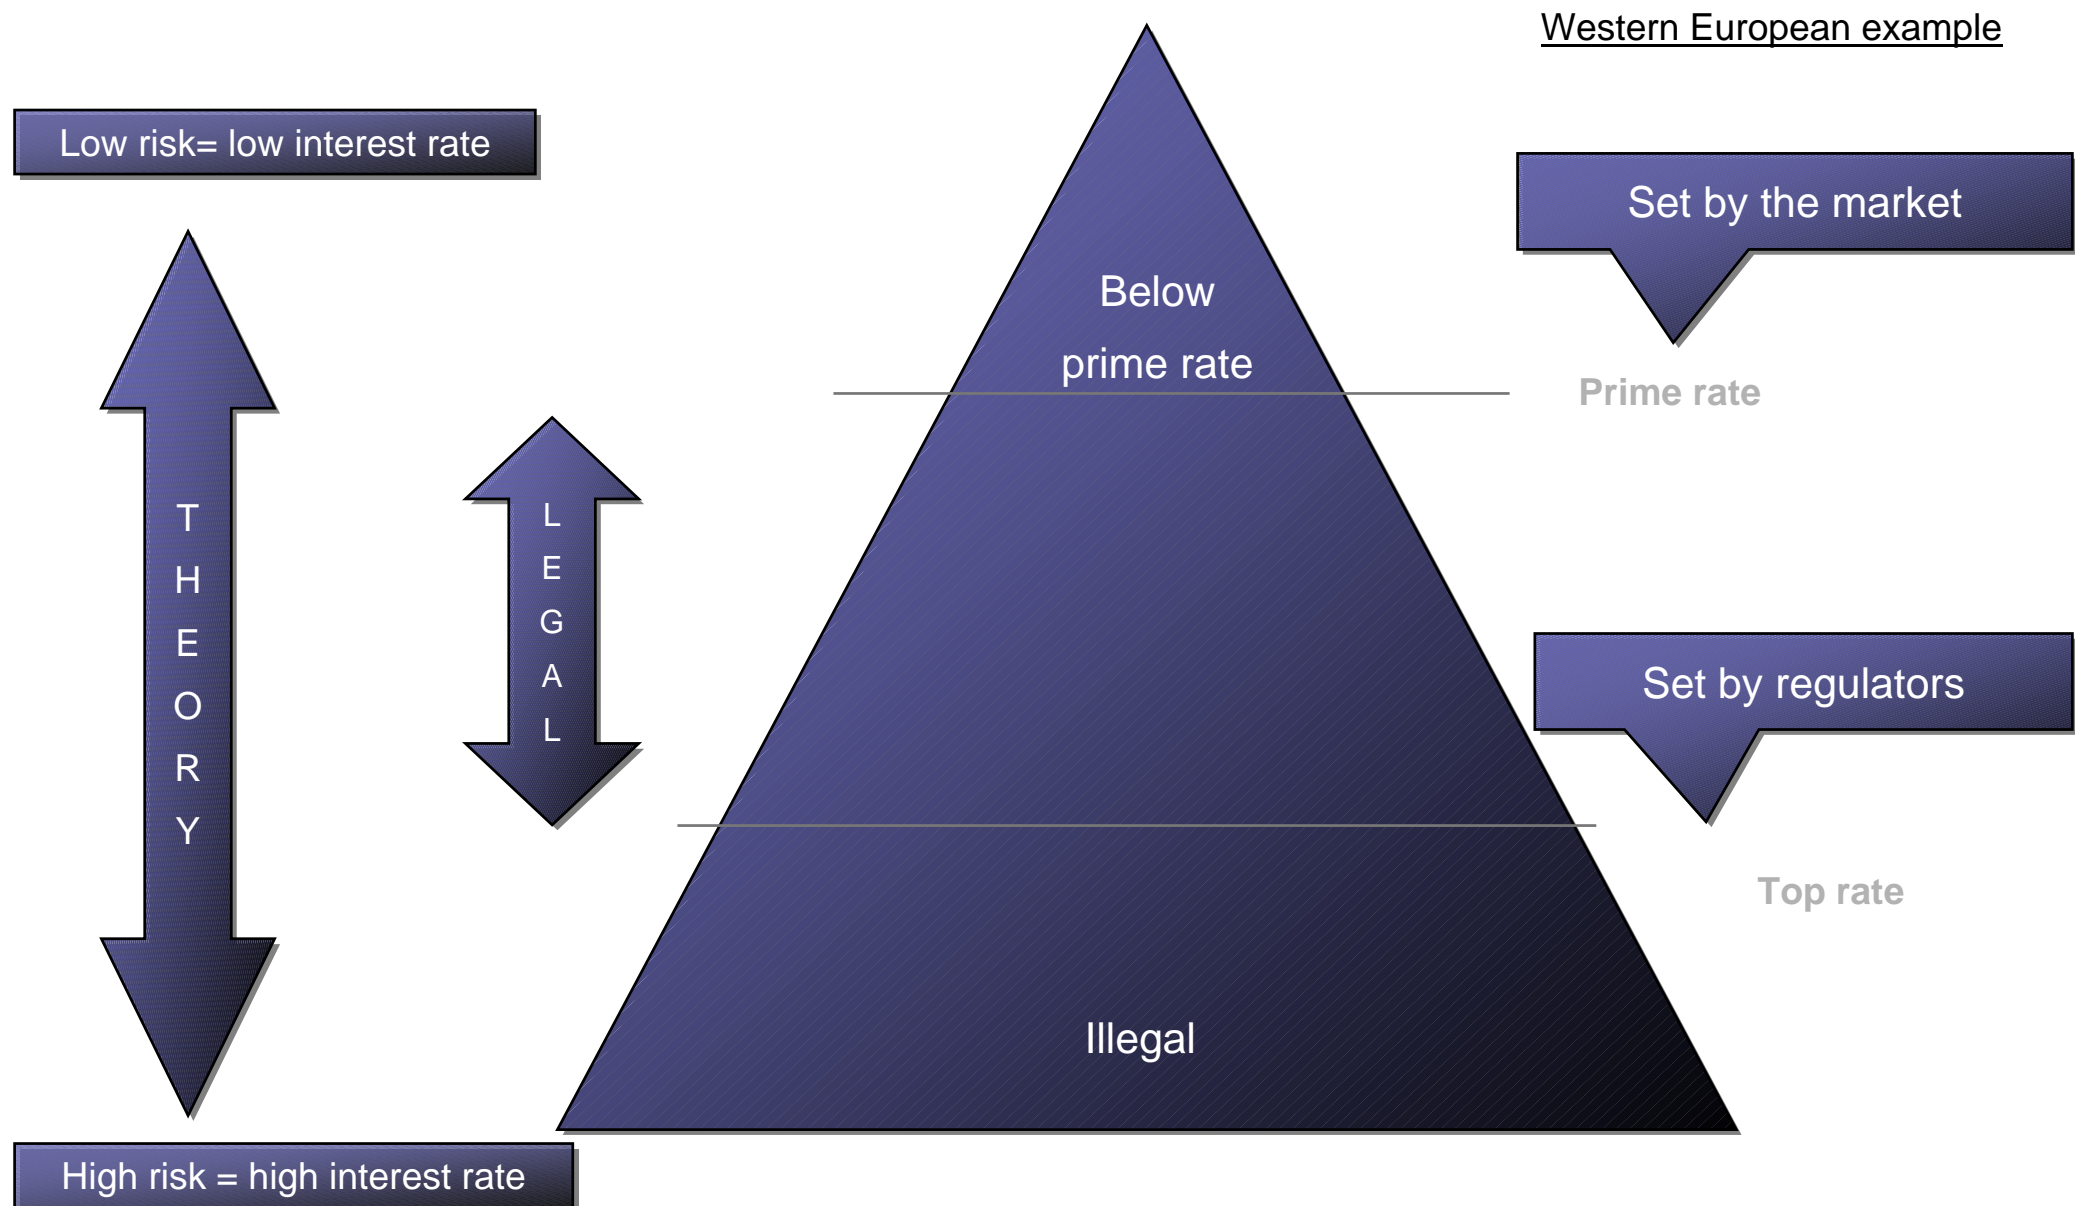 Western European example
Low risk= low interest rate
Set by the market
Below
prime rate
Prime rate
T
H
E
O
R
Y
L
E
G
A
L
Set by regulators
Top rate
Illegal
High risk = high interest rate